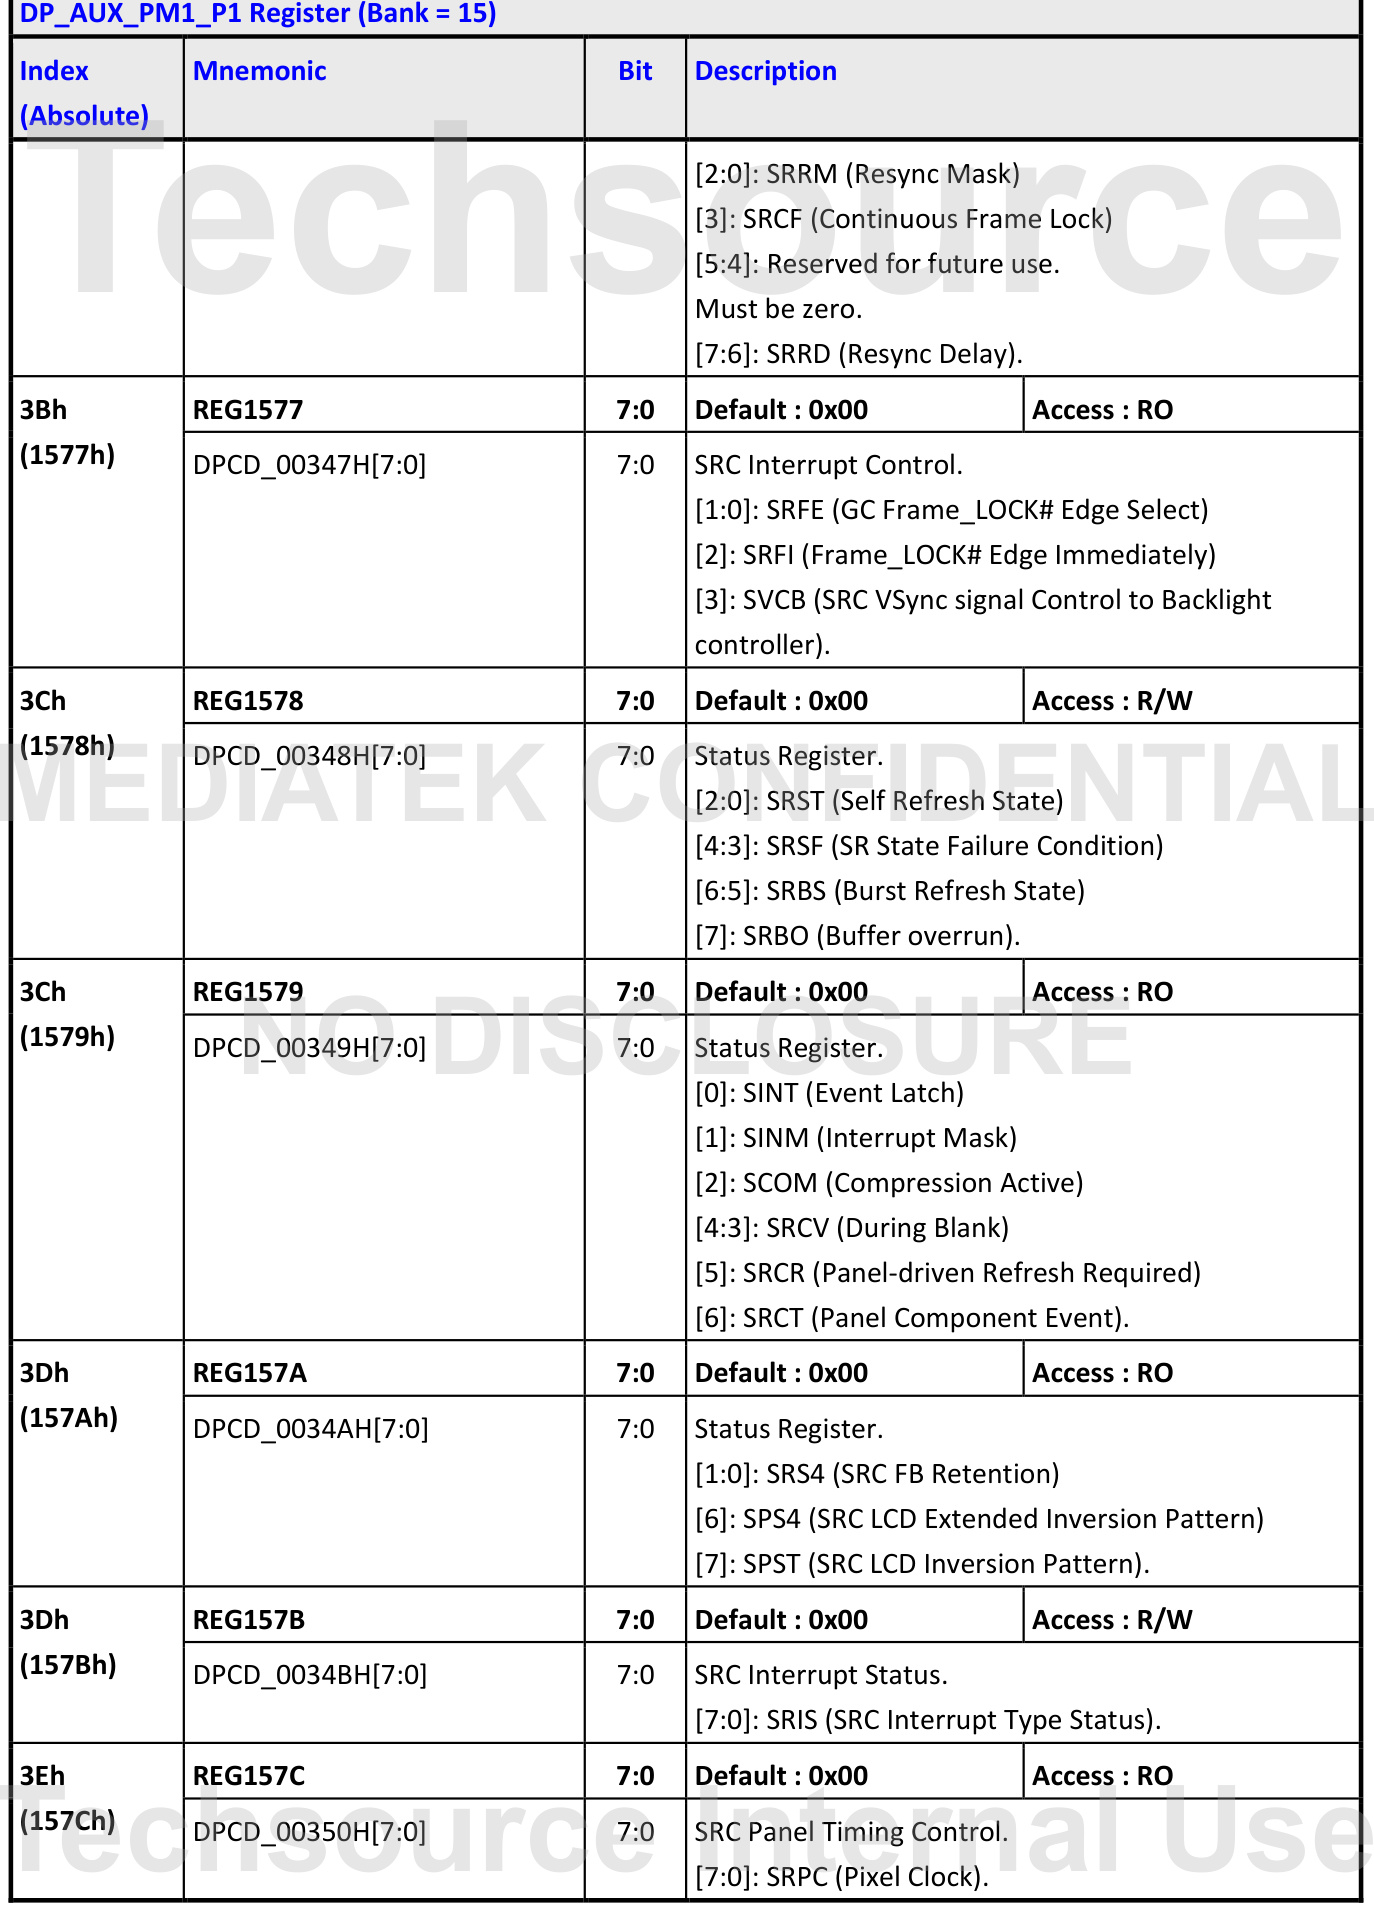 DP_AUX_PM1_P1 Register (Bank = 15)
Index
(Absolute)
Mnemonic
Bit
Description
[2:0]: SRRM (Resync Mask)
[3]: SRCF (Continuous Frame Lock)
[5:4]: Reserved for future use.
Must be zero.
[7:6]: SRRD (Resync Delay).
3Bh
(1577h)
REG1577
7:0
Default : 0x00
Access : RO
DPCD_00347H[7:0]
7:0
SRC Interrupt Control.
[1:0]: SRFE (GC Frame_LOCK# Edge Select)
[2]: SRFI (Frame_LOCK# Edge Immediately)
[3]: SVCB (SRC VSync signal Control to Backlight
controller).
3Ch
(1578h)
REG1578
7:0
Default : 0x00
Access : R/W
DPCD_00348H[7:0]
7:0
Status Register.
[2:0]: SRST (Self Refresh State)
[4:3]: SRSF (SR State Failure Condition)
[6:5]: SRBS (Burst Refresh State)
[7]: SRBO (Buffer overrun).
3Ch
(1579h)
REG1579
7:0
Default : 0x00
Access : RO
DPCD_00349H[7:0]
7:0
Status Register.
[0]: SINT (Event Latch)
[1]: SINM (Interrupt Mask)
[2]: SCOM (Compression Active)
[4:3]: SRCV (During Blank)
[5]: SRCR (Panel-driven Refresh Required)
[6]: SRCT (Panel Component Event).
3Dh
(157Ah)
REG157A
7:0
Default : 0x00
Access : RO
DPCD_0034AH[7:0]
7:0
Status Register.
[1:0]: SRS4 (SRC FB Retention)
[6]: SPS4 (SRC LCD Extended Inversion Pattern)
[7]: SPST (SRC LCD Inversion Pattern).
3Dh
(157Bh)
REG157B
7:0
Default : 0x00
Access : R/W
DPCD_0034BH[7:0]
7:0
SRC Interrupt Status.
[7:0]: SRIS (SRC Interrupt Type Status).
3Eh
(157Ch)
REG157C
7:0
Default : 0x00
Access : RO
DPCD_00350H[7:0]
7:0
SRC Panel Timing Control.
[7:0]: SRPC (Pixel Clock).
Techsource
MEDIATEK CONFIDENTIAL
NO DISCLOSURE
Techsource Internal Use